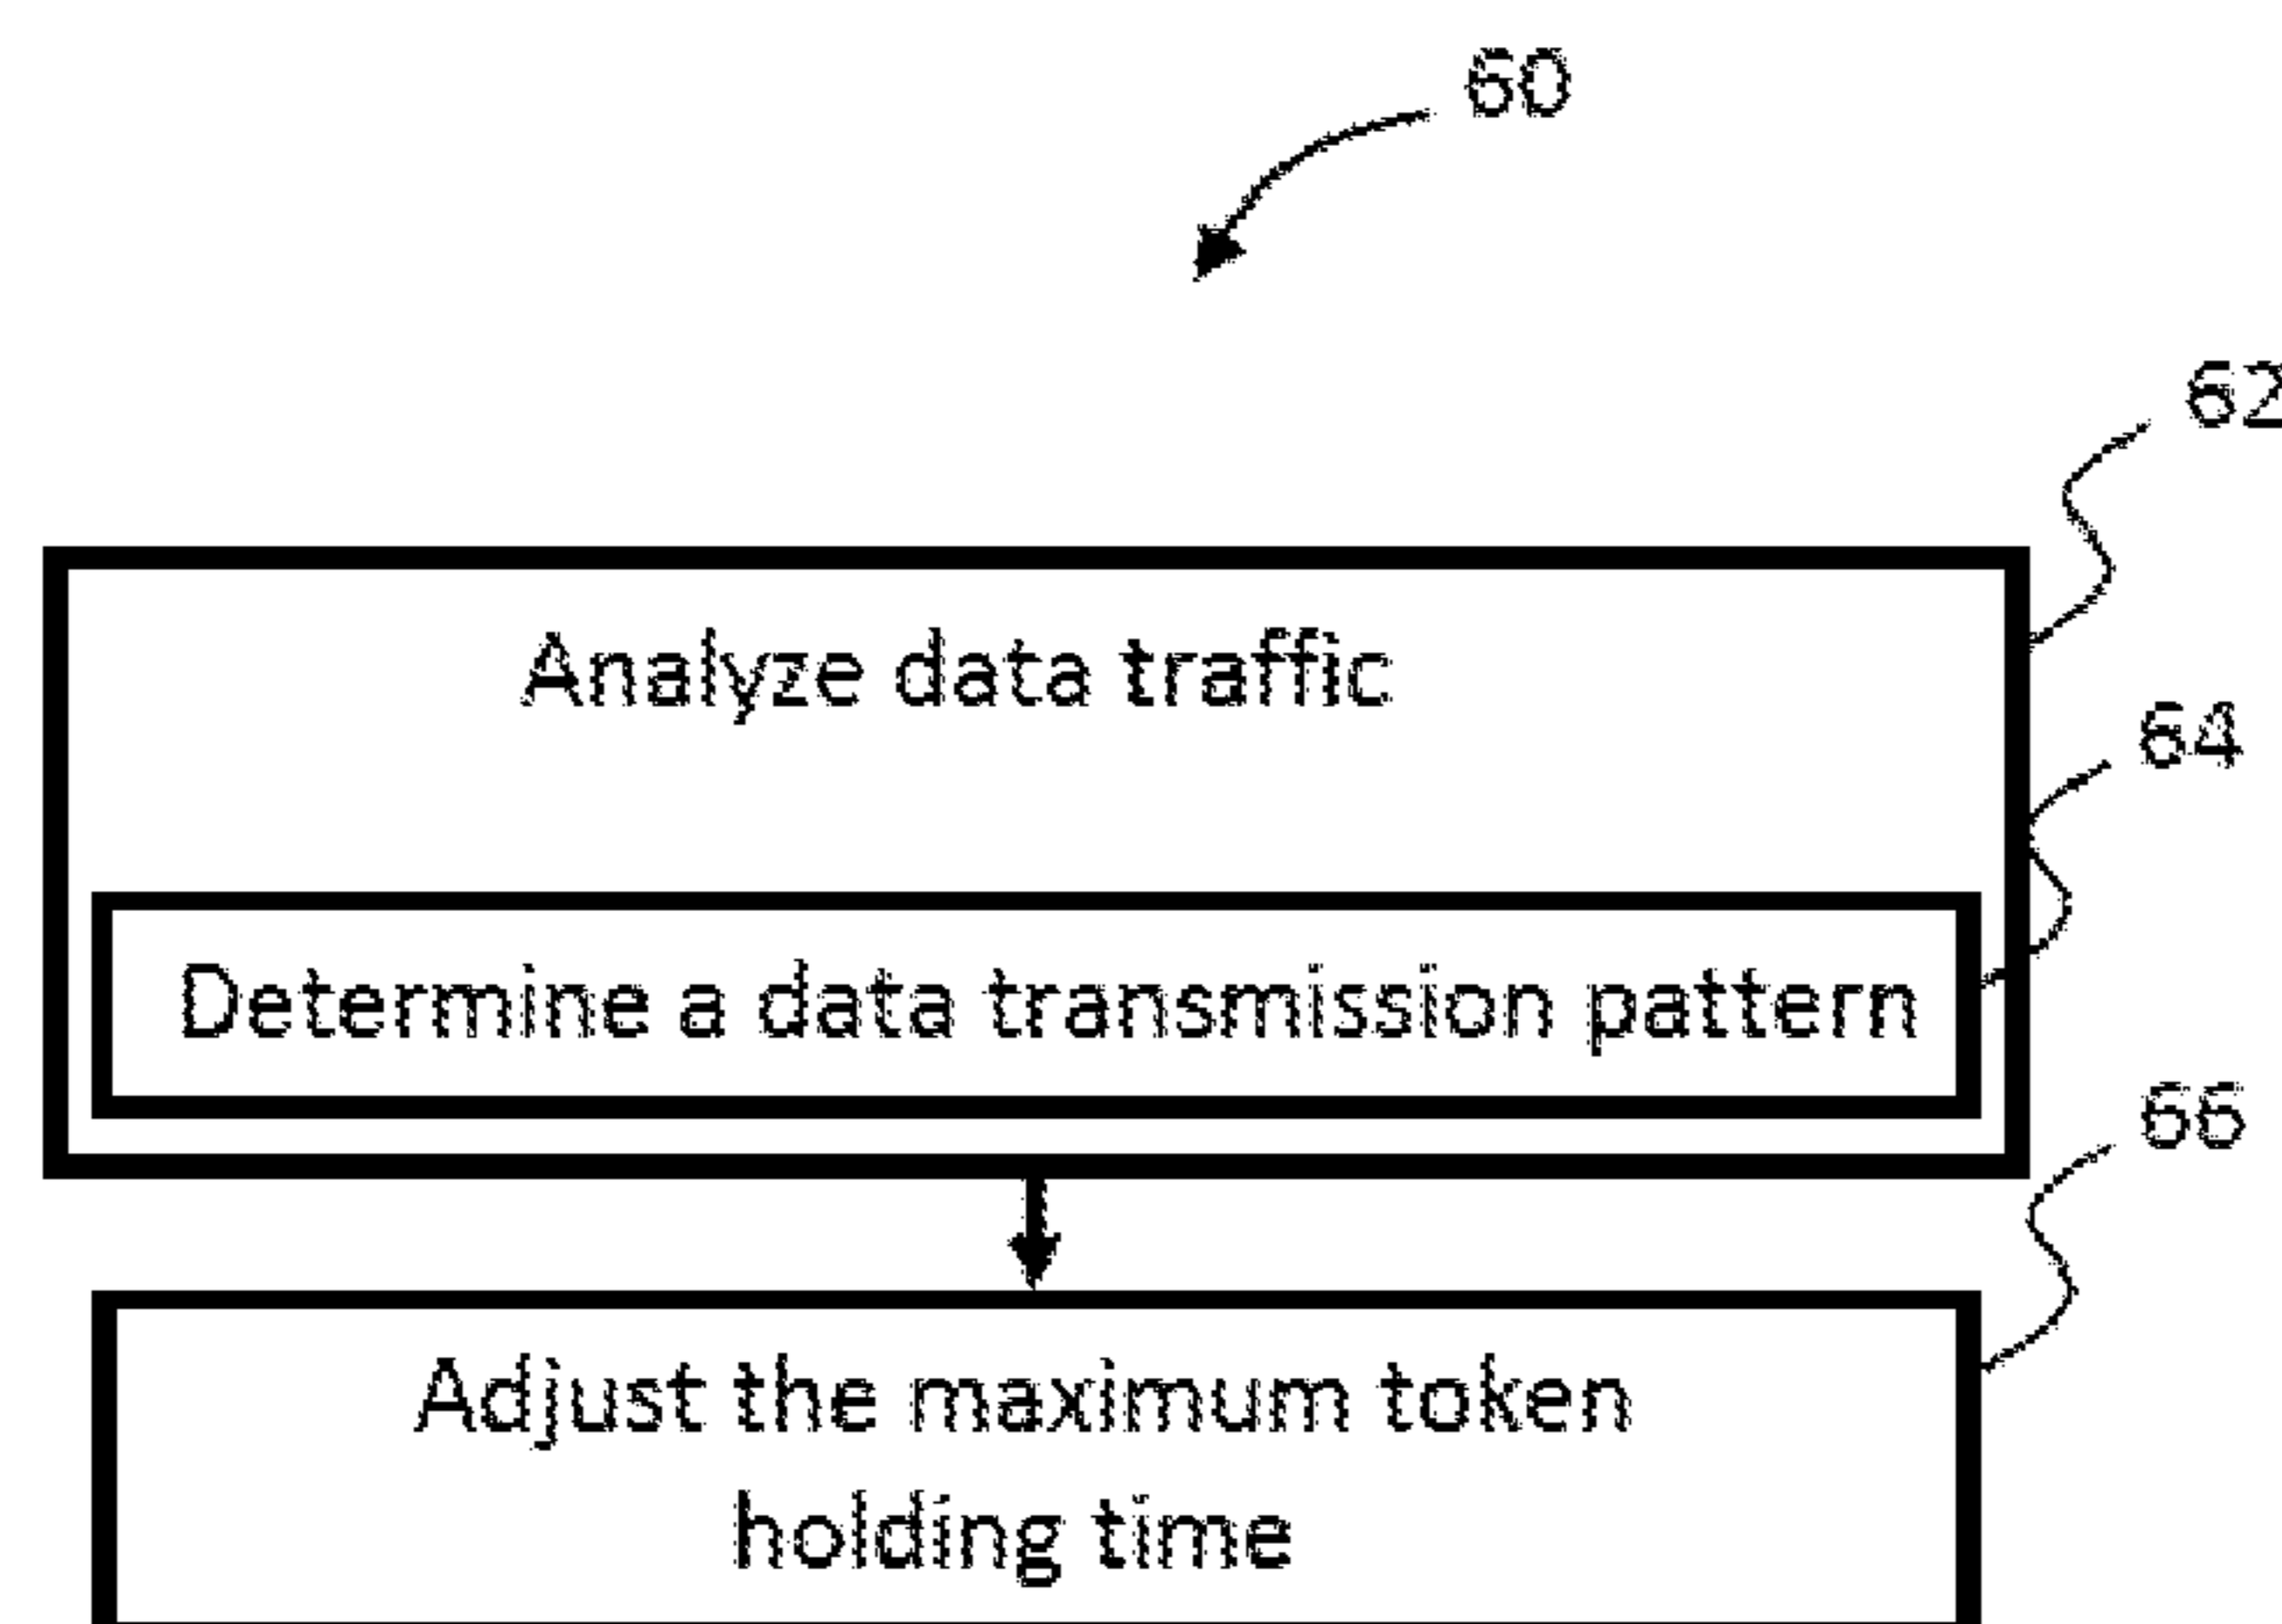 60
62
Analyze data traffic
64
Determine a data transmission pattern
66
Adjust the maximum token
holding time